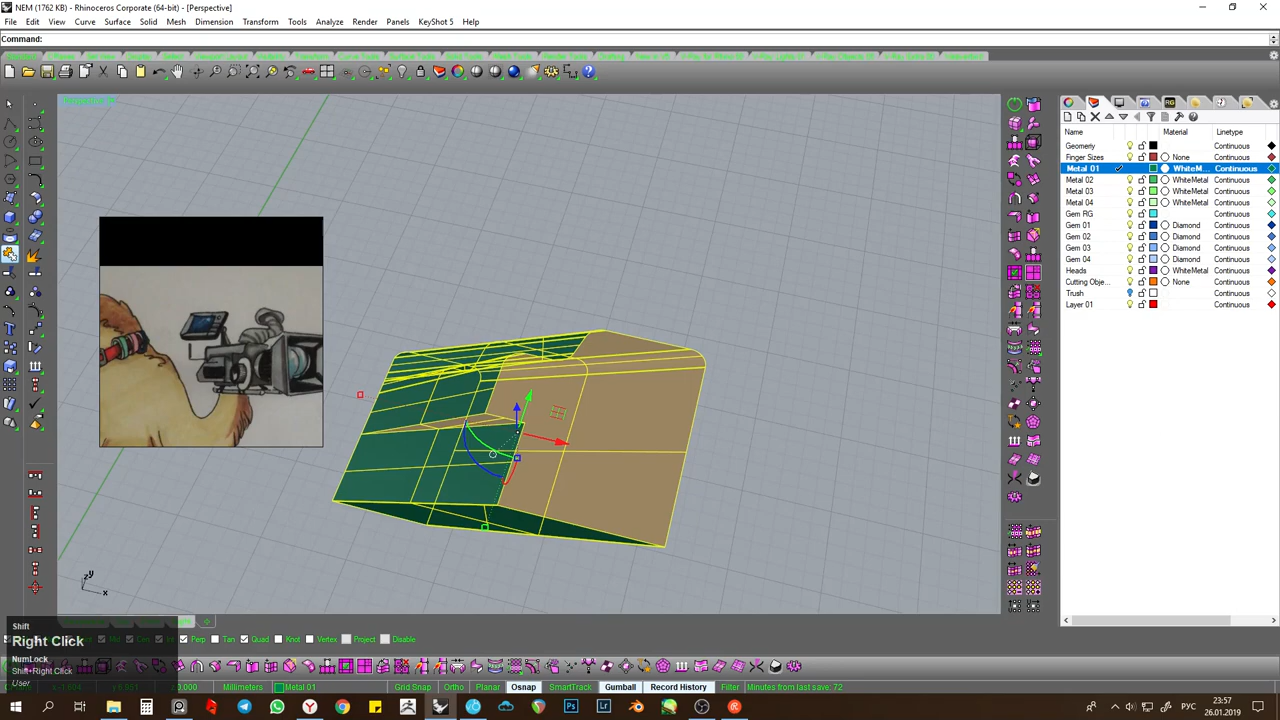 NEM (1762 KB) - Rhinoceros Corporate (64-bit) - [Perspective]
File Edit View Curve Surface Solid Mesh Dimension Transform Tools Analyze Render Panels KeyShot 5 Help
Command:
Name Material Linetype
Geomeriy Continuous
Finger Sizes None Continuous
Metal 01 WhiteM... Continuous
Metal 02 WhiteMetal Continuous
Metal 03 WhiteMetal Continuous
Metal 04 WhiteMetal Continuous
Gem RG Continuous
Gem 01 Diamond Continuous
Gem 02 Diamond Continuous
Gem 03 Diamond Continuous
Gem 04 Diamond Continuous
Heads WhiteMetal Continuous
Cutting Obje... None Continuous
Trush Continuous
Layer 01 Continuous
zy
x
Shift
Right Click
NumLock
Shift+Right Click
User
Perp Tan Quad Knot Vertex Project Disable
Millimeters Metal 01 Grid Snap Ortho Planar Osnap SmartTrack Gumball Record History Filter Minutes from last save: 72
РУС
23:57
26.01.2019